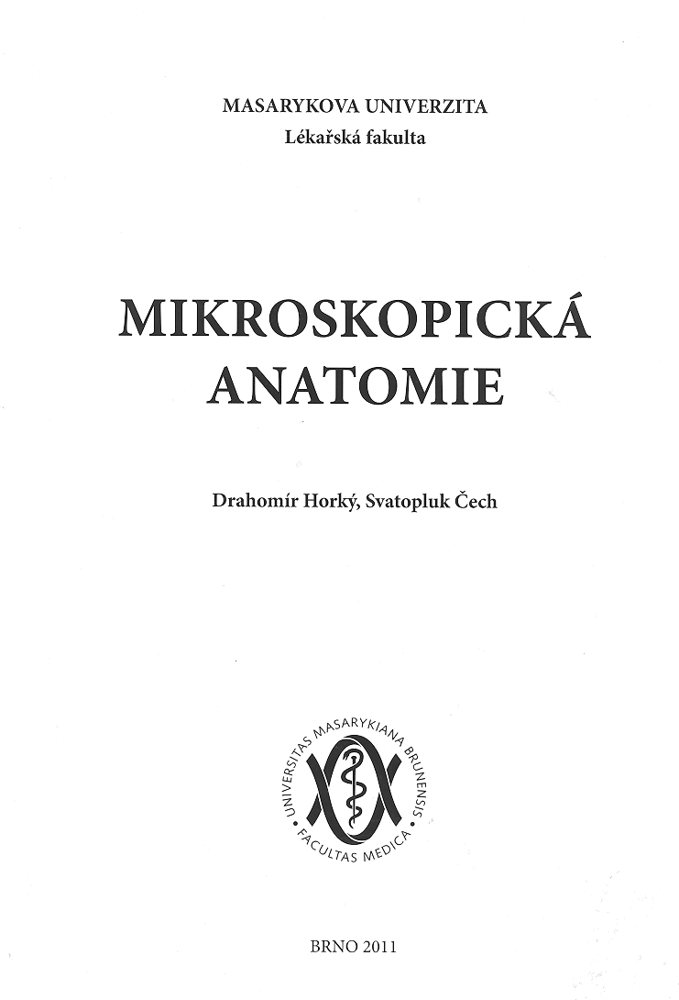 MASARYKOVA UNIVERZITA
Lékařská fakulta
MIKROSKOPICKÁ
ANATOMIE
Drahomír Horký, Svatopluk Čech
UNIVERSITAS MASARYKIANA BRUNENSIS
• FACULTAS MEDICA •
BRNO 2011